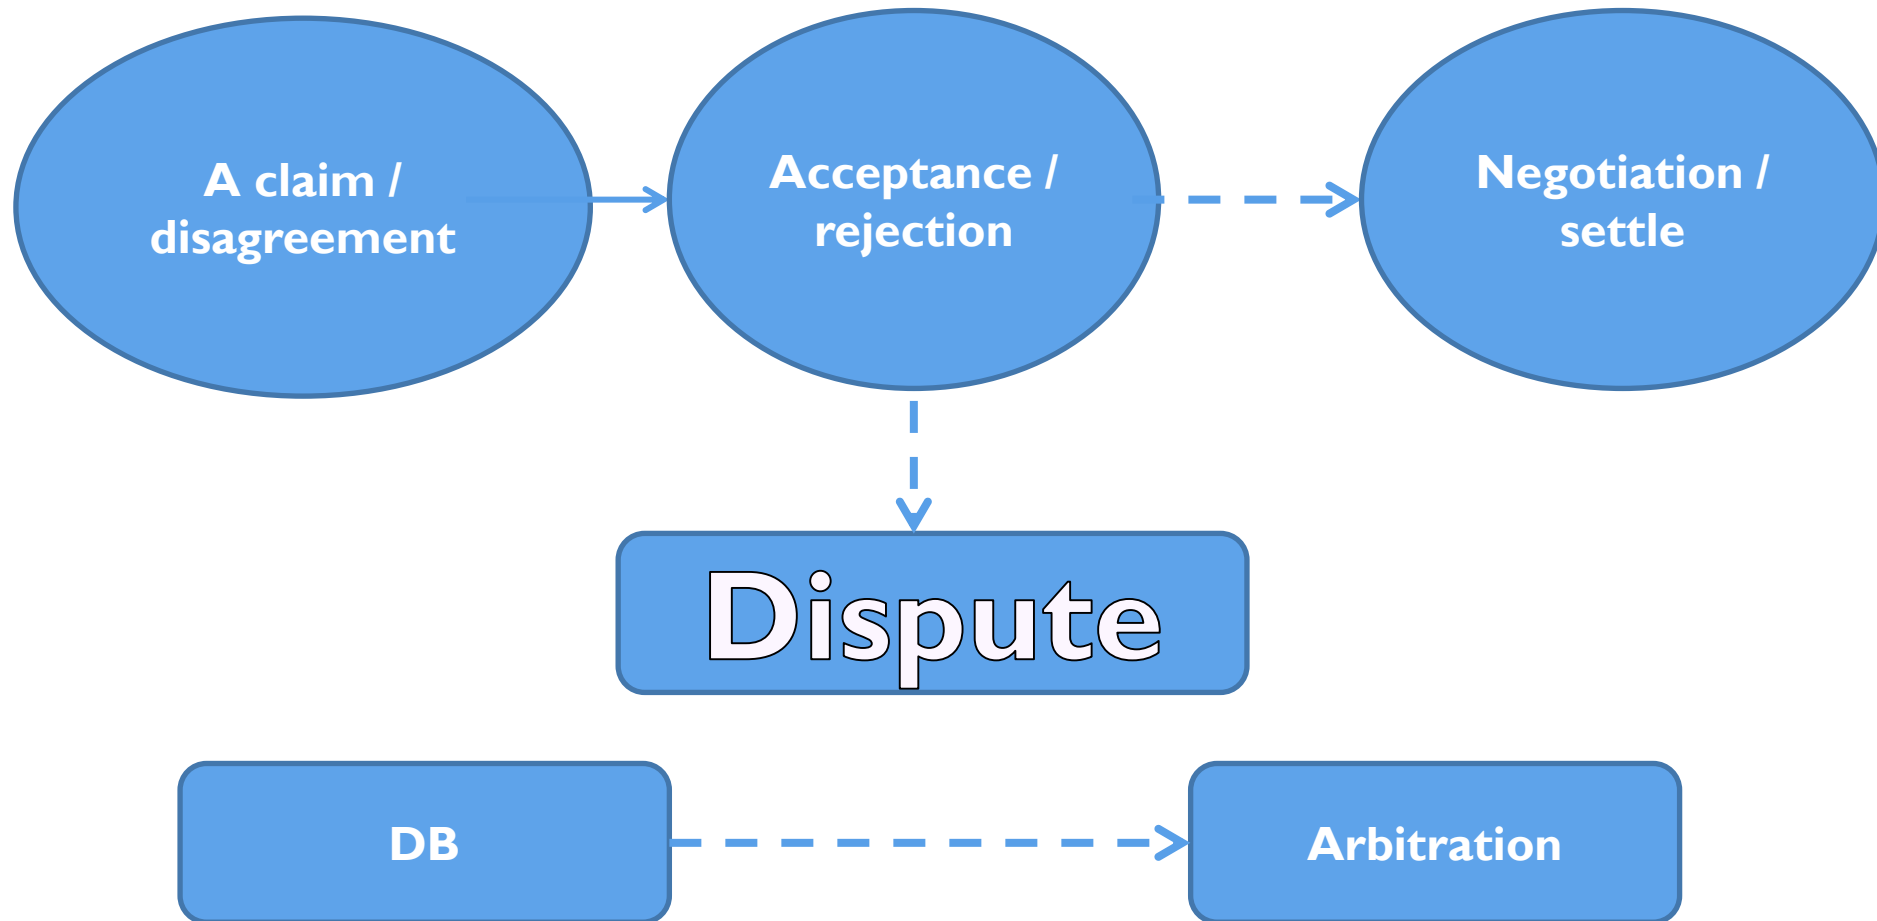 A claim /
disagreement
Acceptance /
rejection
Negotiation /
settle
Dispute
DB
Arbitration